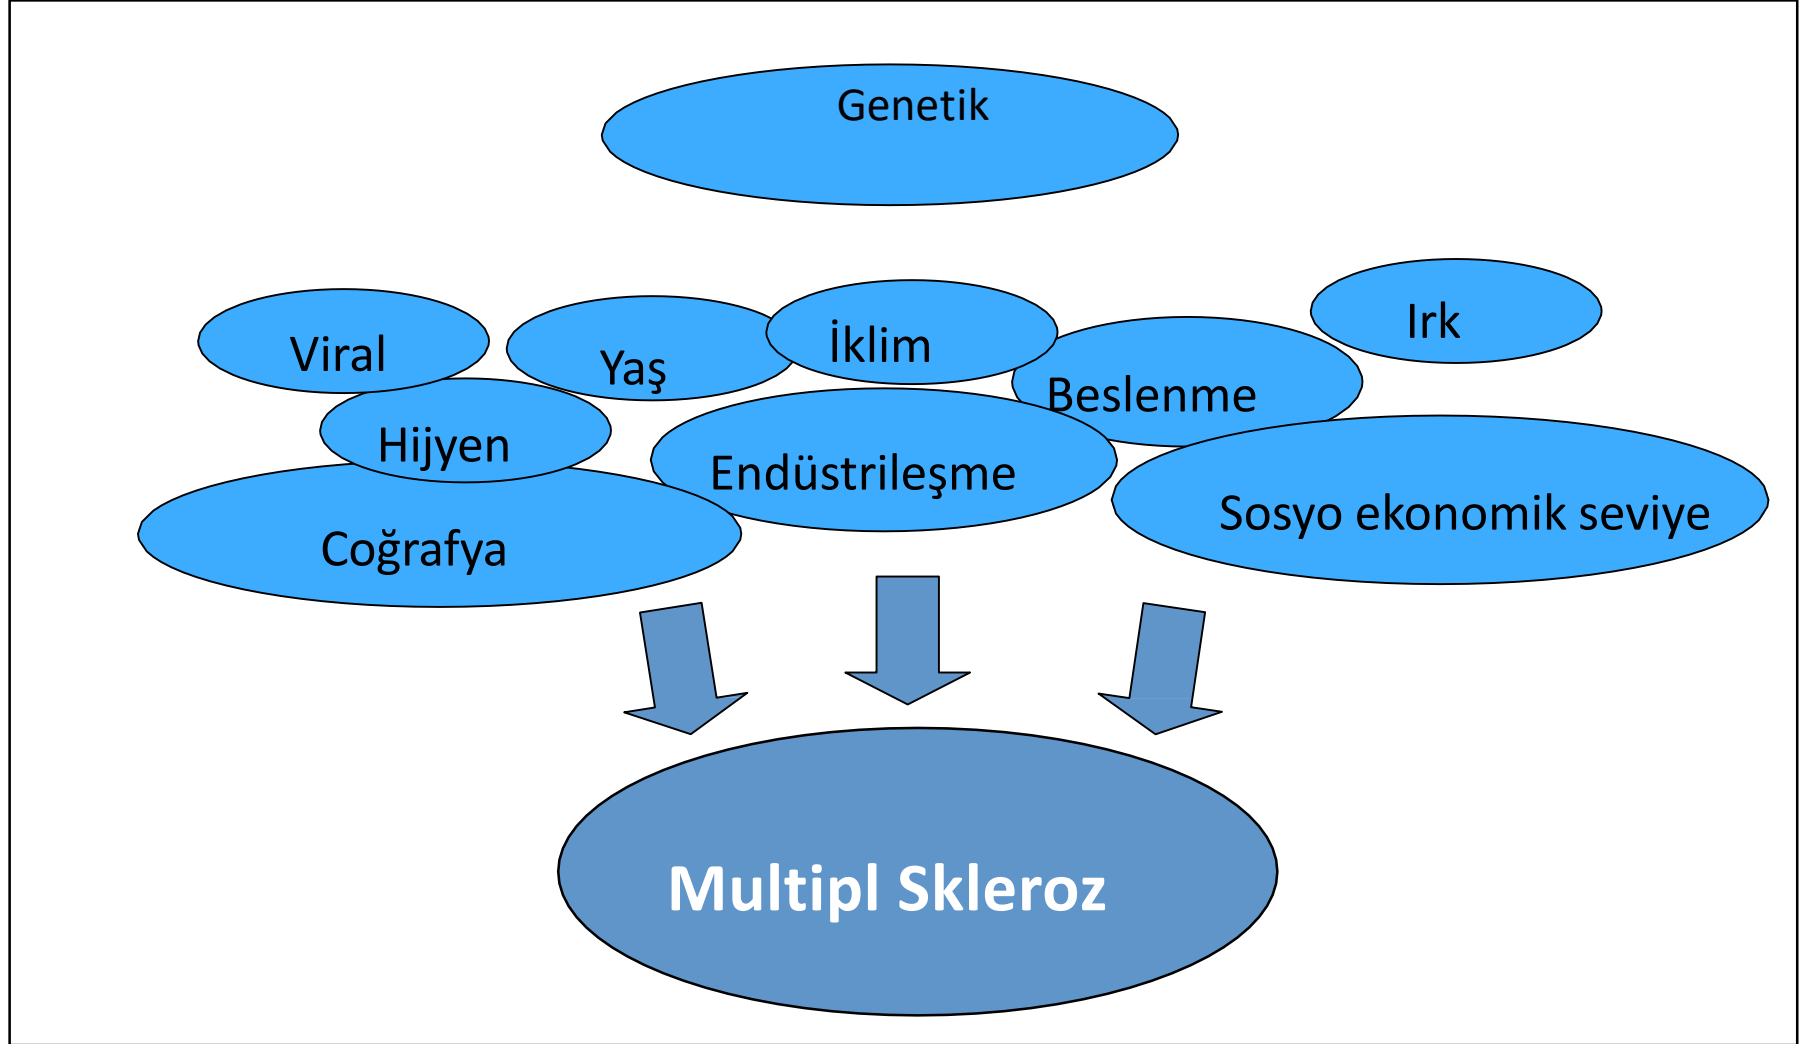 Genetik
Viral
Yaş
İklim
Beslenme
Irk
Hijyen
Endüstrileşme
Sosyo ekonomik seviye
Coğrafya
Multipl Skleroz